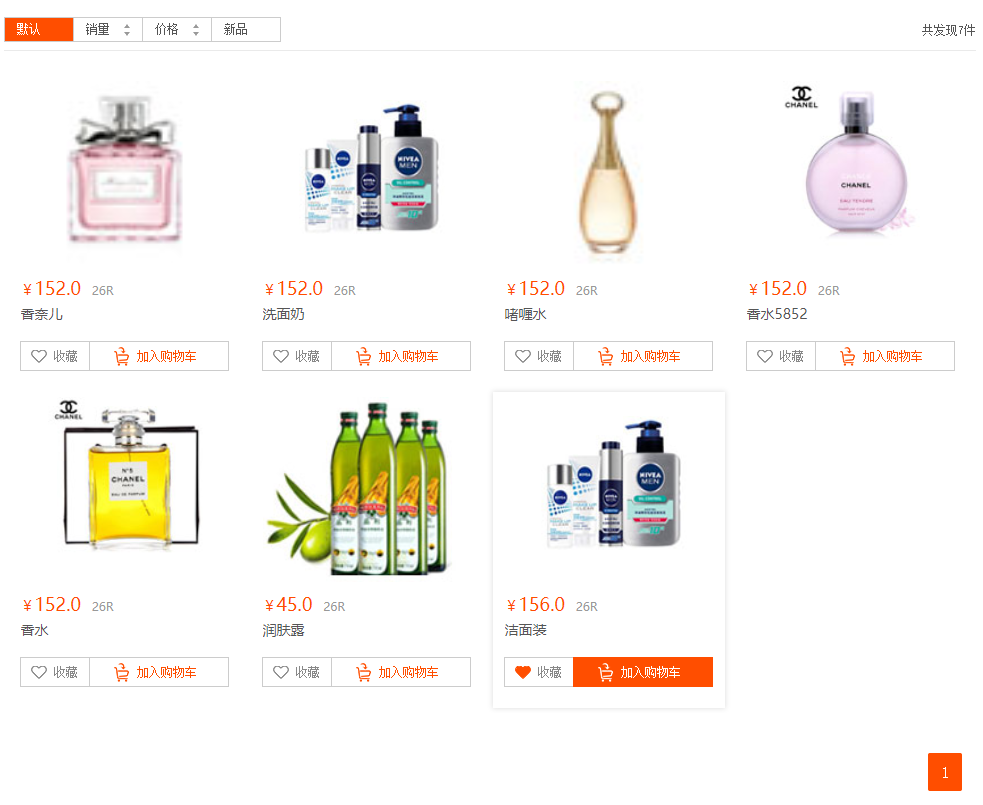 默认
销量
价格
新品
共发现7件
CHANEL
CHANEL
EAU TENDRE
NIVEA
NIVEA
MEN
¥152.0 26R
¥152.0 26R
¥152.0 26R
¥152.0 26R
香奈儿
洗面奶
啫喱水
香水5852
收藏 加入购物车
收藏 加入购物车
收藏 加入购物车
收藏 加入购物车
CHANEL
N°5
CHANEL
PARIS
EAU DE PARFUM
NIVEA
NIVEA
MEN
¥152.0 26R
¥45.0 26R
¥156.0 26R
香水
润肤露
洁面装
收藏 加入购物车
收藏 加入购物车
收藏 加入购物车
1